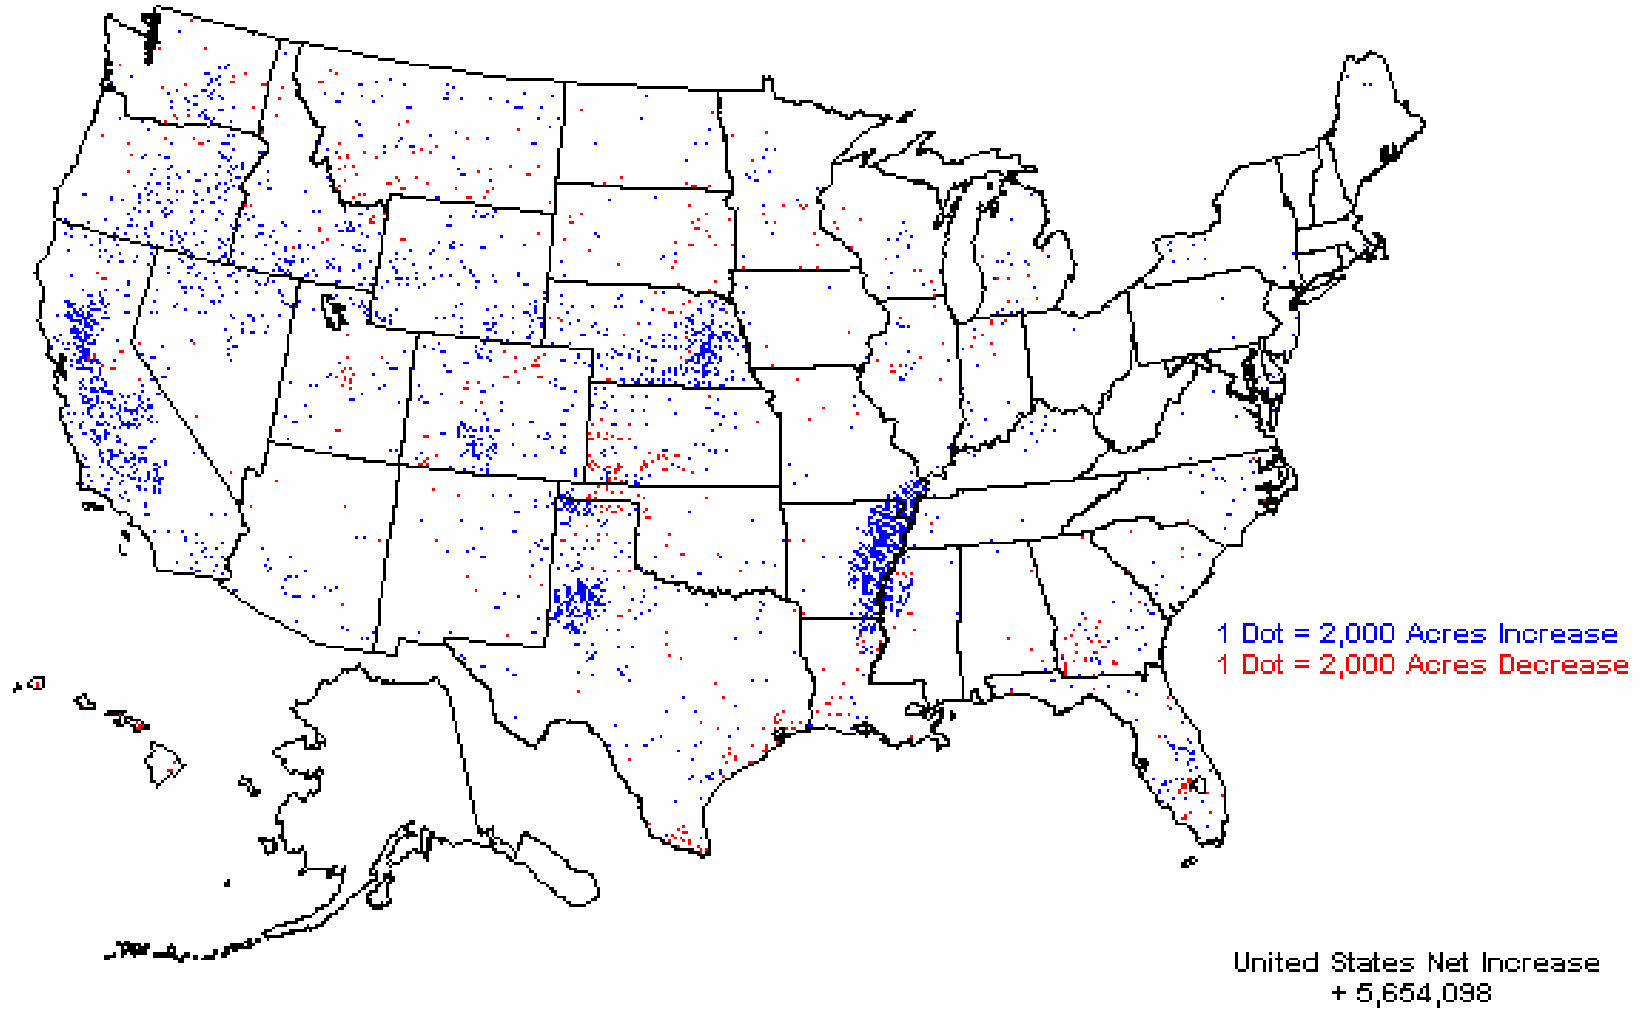 1 Dot = 2,000 Acres Increase
1 Dot = 2,000 Acres Decrease
United States Net Increase
+ 5,654,098